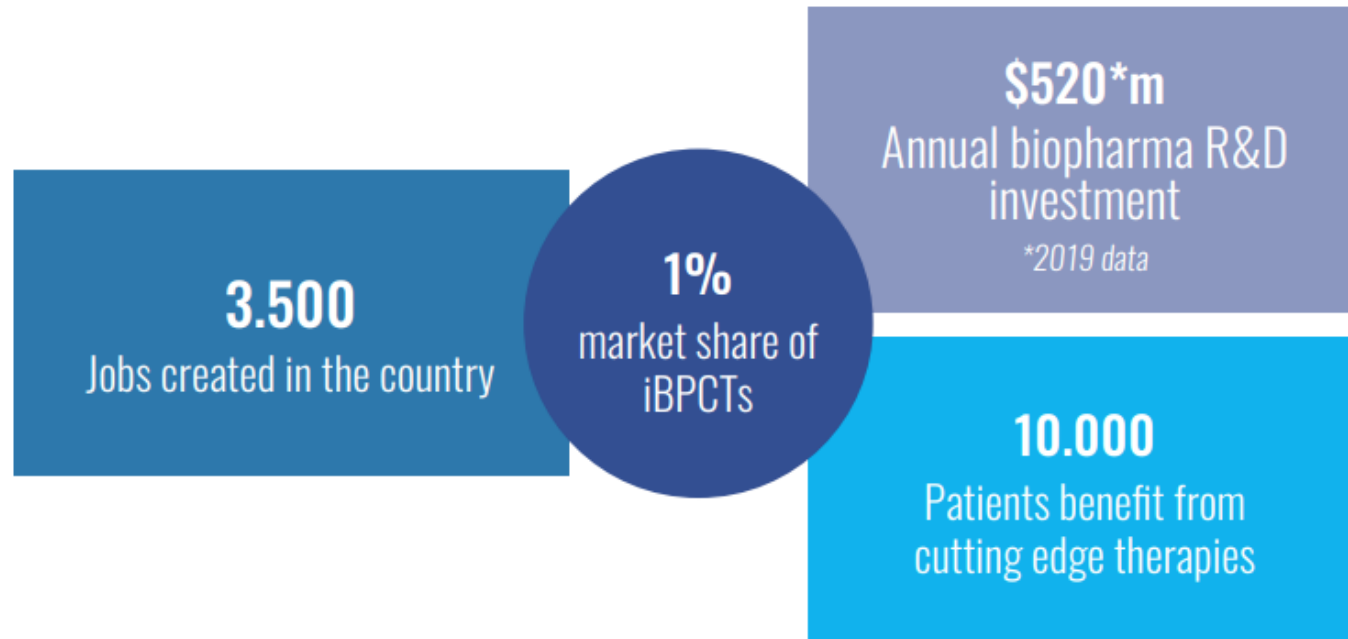 3.500
Jobs created in the country
1%
market share of
iBPCTs
$520*m
Annual biopharma R&D
investment
*2019 data
10.000
Patients benefit from
cutting edge therapies